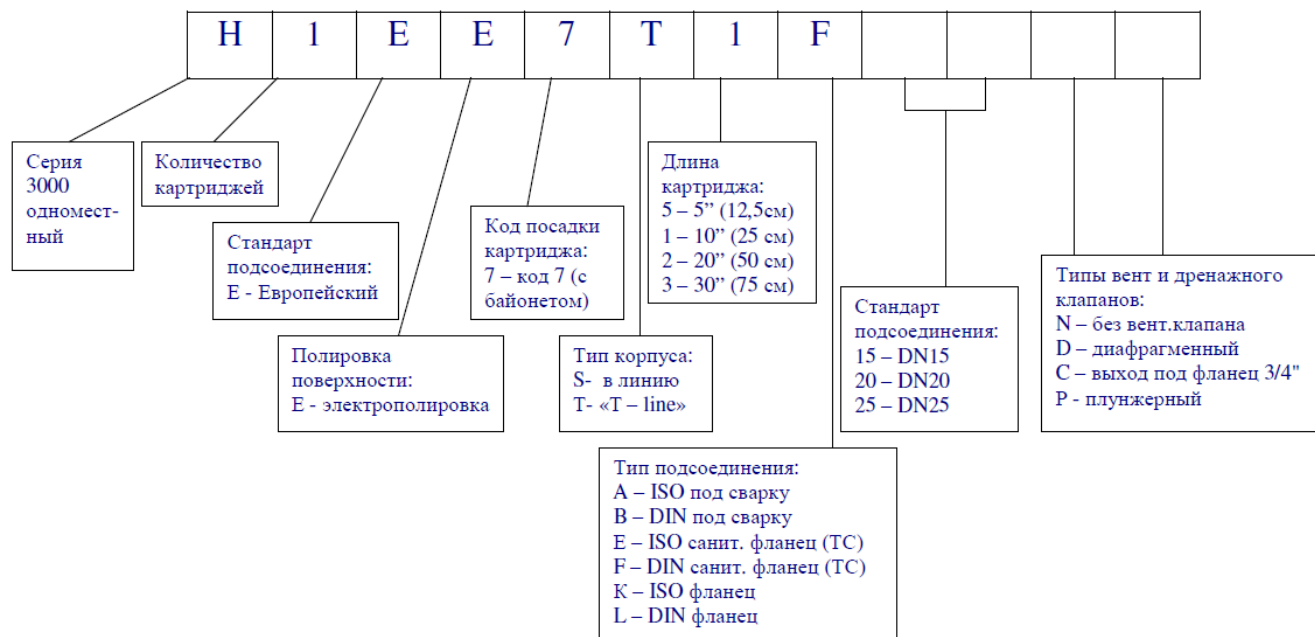 H 1 E E 7 T 1 F
Серия
3000
одномест-
ный
Количество
картриджей
Стандарт
подсоединения:
E - Европейский
Полировка
поверхности:
E - электрополировка
Код посадки
картриджа:
7 – код 7 (с
байонетом)
Тип корпуса:
S- в линию
T- «T – line»
Длина
картриджа:
5 – 5” (12,5см)
1 – 10” (25 см)
2 – 20” (50 см)
3 – 30” (75 см)
Тип подсоединения:
A – ISO под сварку
B – DIN под сварку
E – ISO санит. фланец (TC)
F – DIN санит. фланец (TC)
K – ISO фланец
L – DIN фланец
Стандарт
подсоединения:
15 – DN15
20 – DN20
25 – DN25
Типы вент и дренажного
клапанов:
N – без вент.клапана
D – диафрагменный
C – выход под фланец 3/4"
P - плунжерный